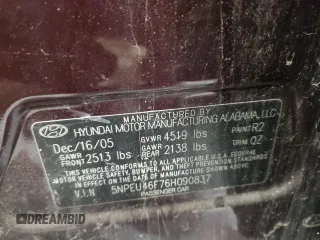 MANUFACTURED BY
HYUNDAI MOTOR MANUFACTURING ALABAMA, LLC
Dec/16/05 GVWR 4519 lbs PAINT R2
GAWR FRONT 2513 lbs GAWR REAR 2138 lbs TRIM QZ
THIS VEHICLE CONFORMS TO ALL APPLICABLE
FEDERAL MOTOR VEHICLE SAFETY, BUMPER, AND THEFT
PREVENTION STANDARDS IN EFFECT ON THE DATE OF
MANUFACTURE SHOWN ABOVE.
V.I.N 5NPEU46F76H090837
PASSENGER CAR
DREAMBID